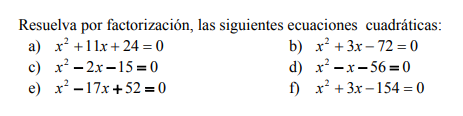 Resuelva por factorización, las siguientes ecuaciones cuadráticas:
a) x² + 11x + 24 = 0 b) x² + 3x – 72 = 0
c) x² – 2x – 15 = 0 d) x² – x – 56 = 0
e) x² – 17x + 52 = 0 f) x² + 3x – 154 = 0